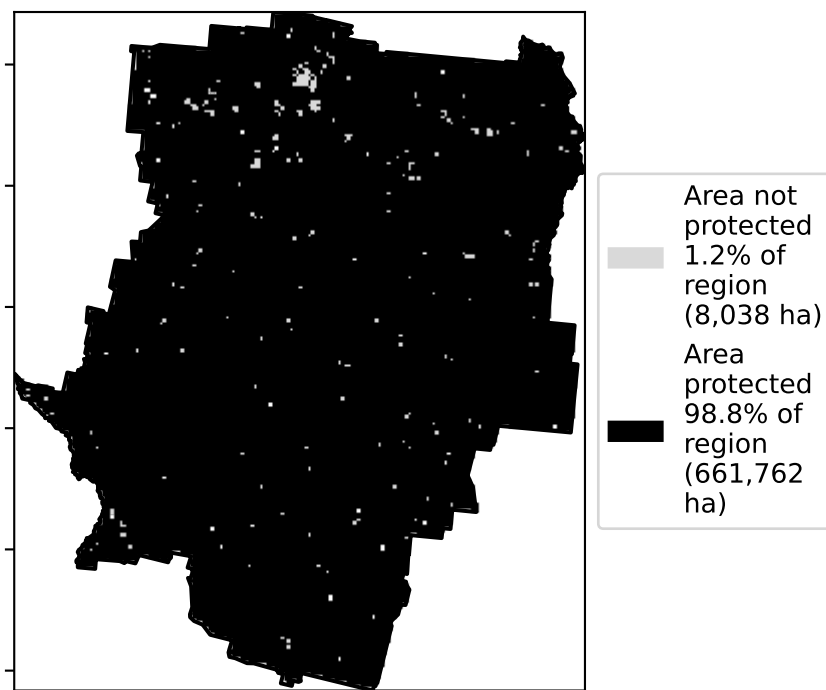 Area not
protected
1.2% of
region
(8,038 ha)
Area
protected
98.8% of
region
(661,762
ha)